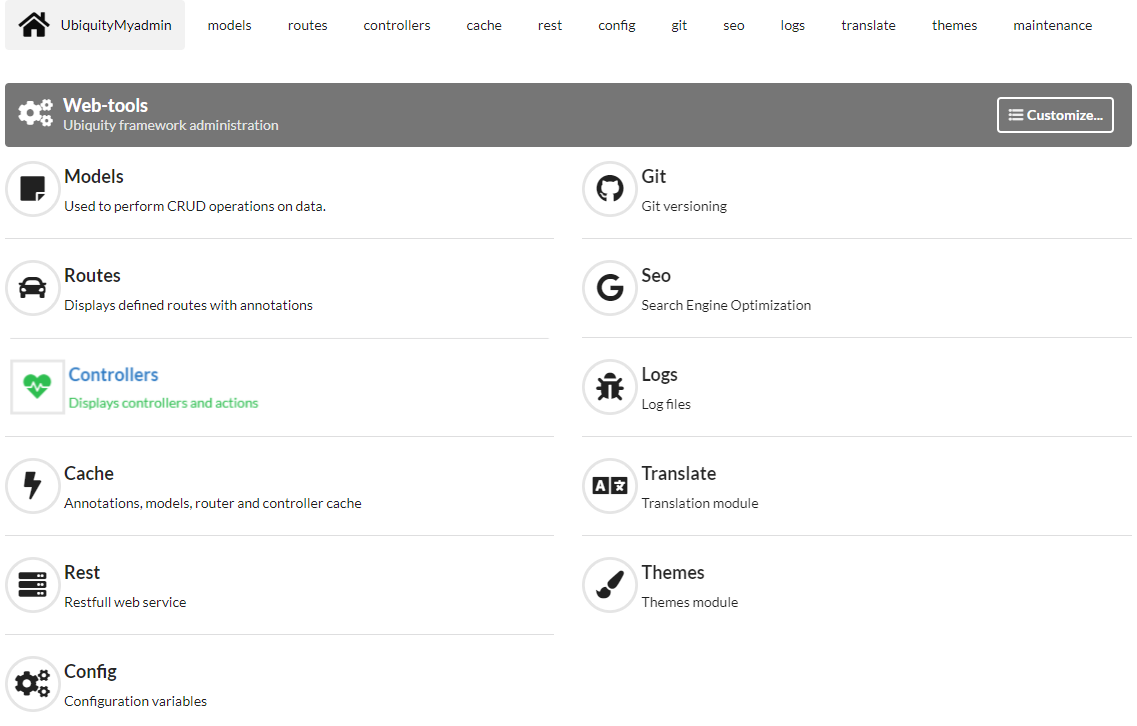 UbiquityMyadmin models routes controllers cache rest config git seo logs translate themes maintenance
Web-tools
Ubiquity framework administration
Customize...
Models
Used to perform CRUD operations on data.
Routes
Displays defined routes with annotations
Controllers
Displays controllers and actions
Cache
Annotations, models, router and controller cache
Rest
Restfull web service
Config
Configuration variables
Git
Git versioning
Seo
Search Engine Optimization
Logs
Log files
Translate
Translation module
Themes
Themes module